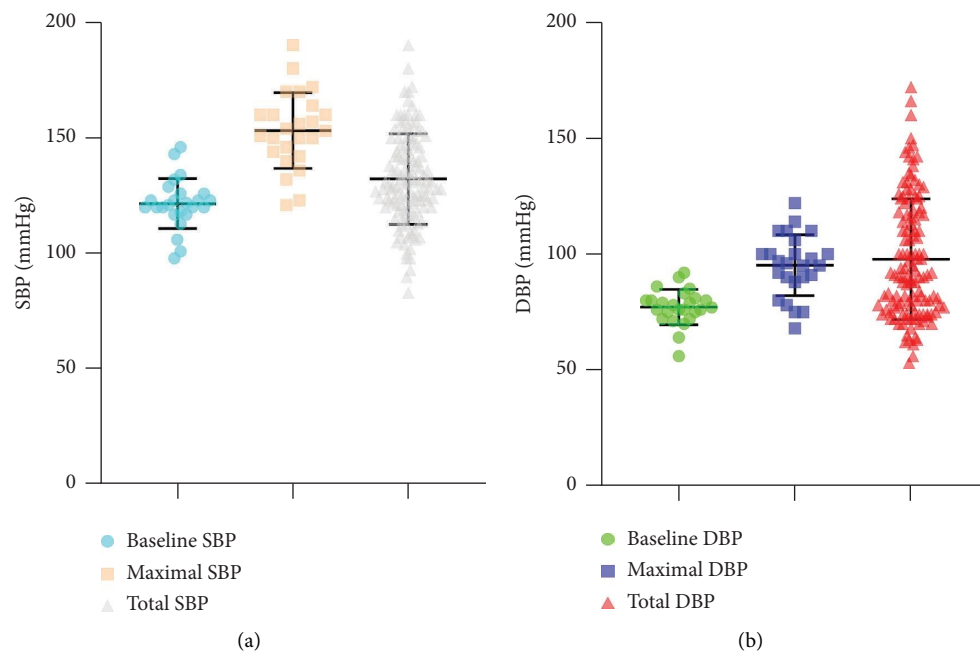 200
150
100
50
0
SBP (mmHg)
Baseline SBP
Maximal SBP
Total SBP
(a)
200
150
100
50
0
DBP (mmHg)
Baseline DBP
Maximal DBP
Total DBP
(b)